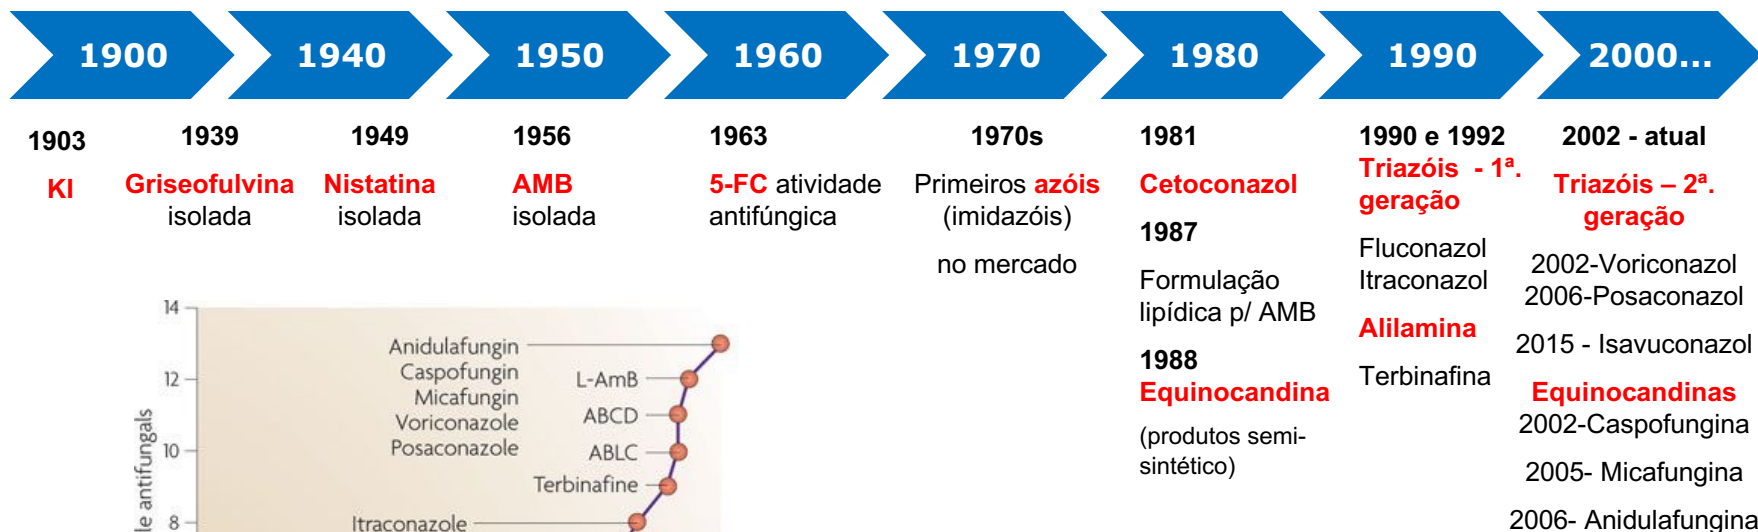 1900
1940
1950
1960
1970
1980
1990
2000...
1903
KI
1939
Griseofulvina
isolada
1949
Nistatina
isolada
1956
AMB
isolada
1963
5-FC atividade
antifúngica
1970s
Primeiros azóis
(imidazóis)
no mercado
1981
Cetoconazol
1987
Formulação
lipídica p/ AMB
1988
Equinocandina
(produtos semi-
sintético)
1990 e 1992
Triazóis - 1ª.
geração
Fluconazol
Itraconazol
Alilamina
Terbinafina
2002 - atual
Triazóis – 2ª.
geração
2002-Voriconazol
2006-Posaconazol
2015 - Isavuconazol
Equinocandinas
2002-Caspofungina
2005- Micafungina
2006- Anidulafungina
14
12
10
8
le antifungals
Anidulafungin
Caspofungin
Micafungin
Voriconazole
Posaconazole
L-AmB
ABCD
ABLC
Terbinafine
Itraconazole